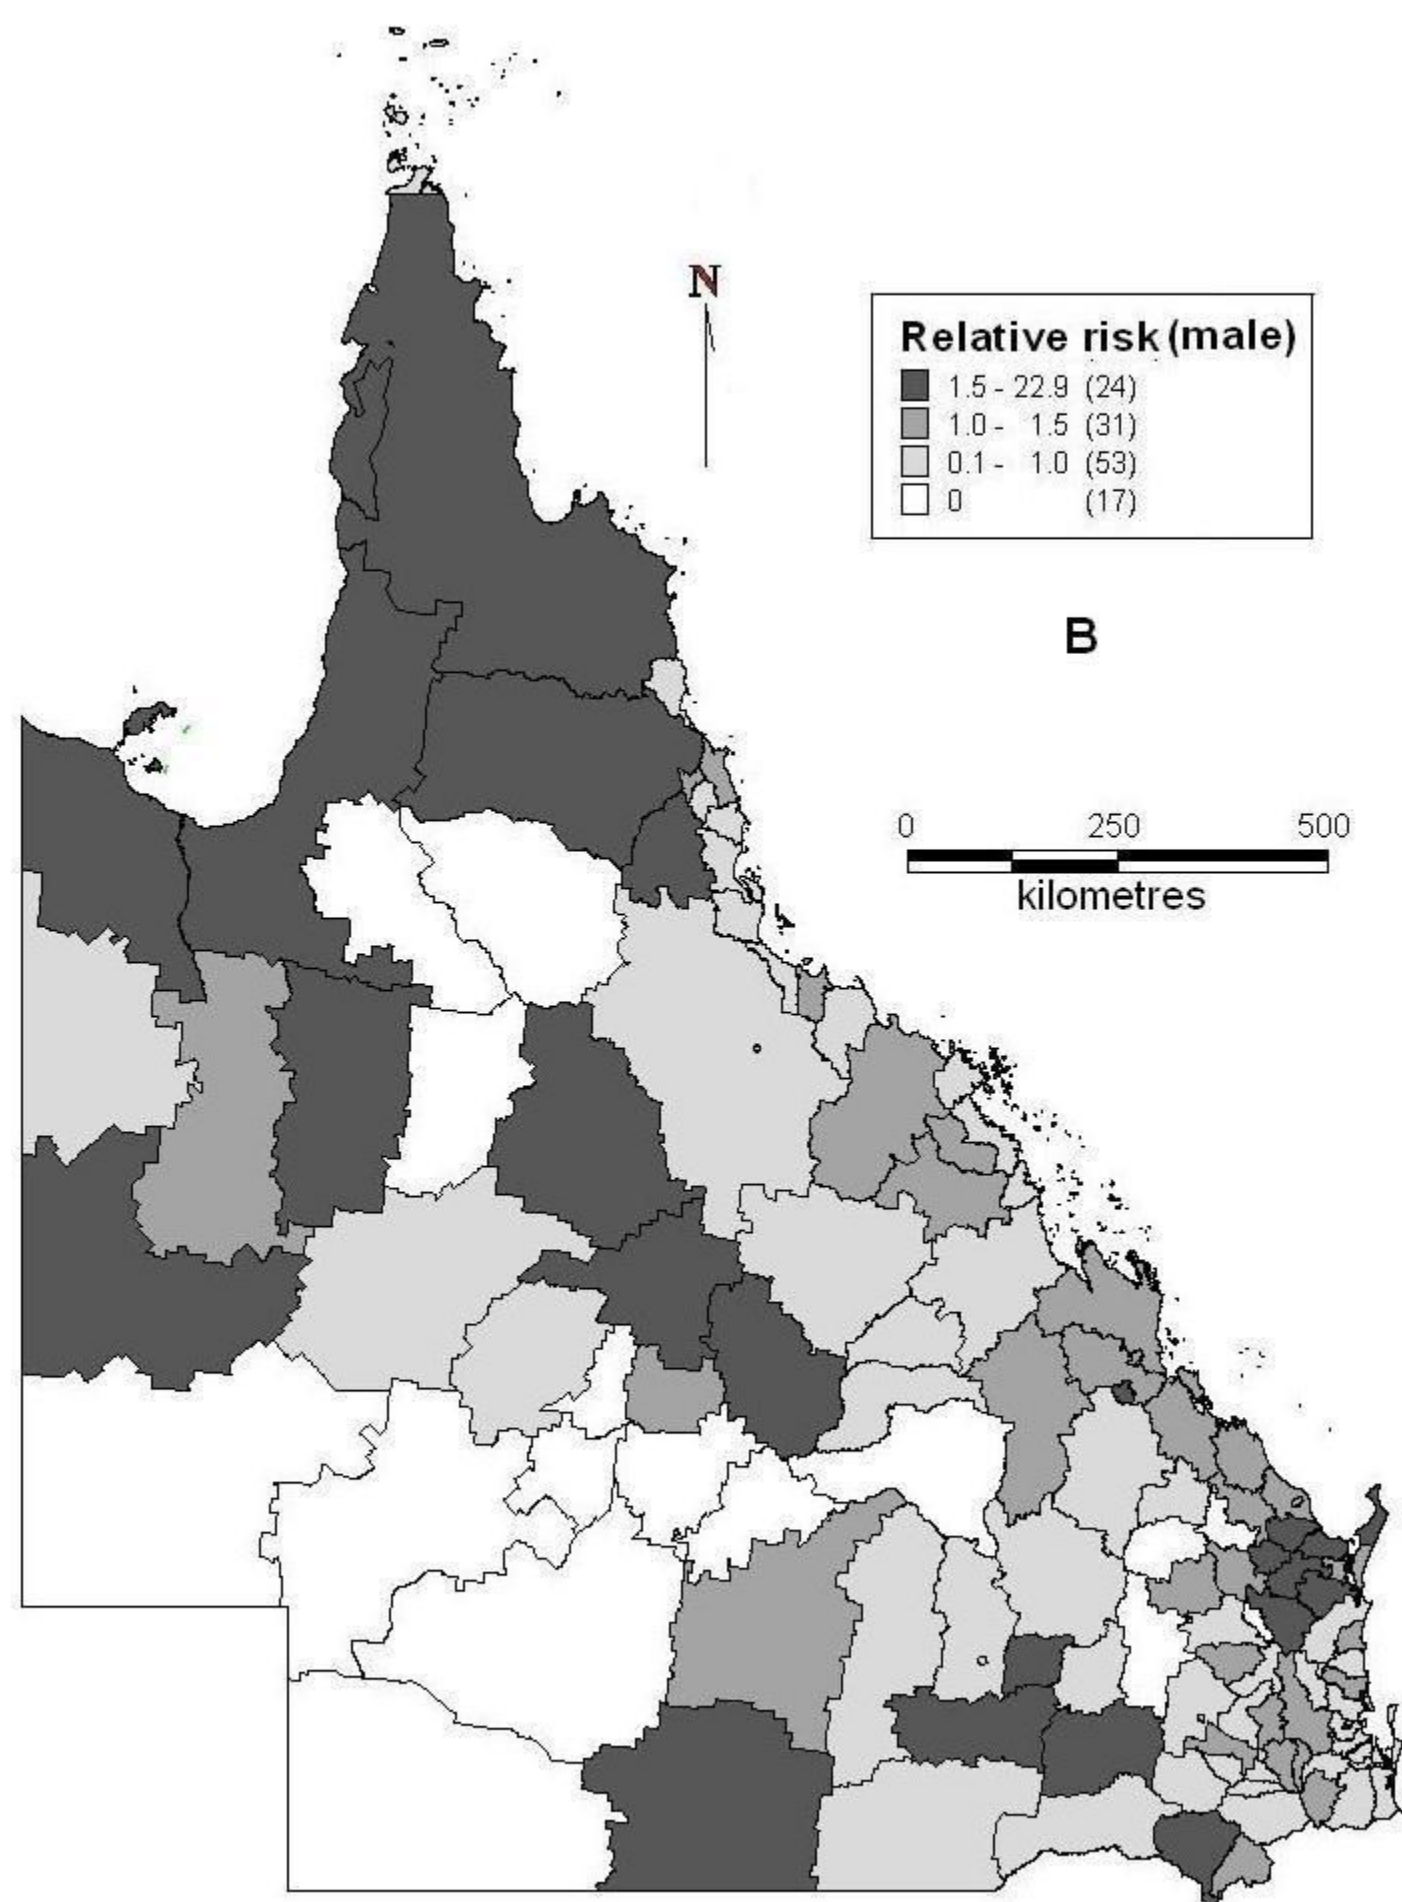 N
Relative risk (male)
1.5 - 22.9 (24)
1.0 - 1.5 (31)
0.1 - 1.0 (53)
0 (17)
B
0 250 500
kilometres